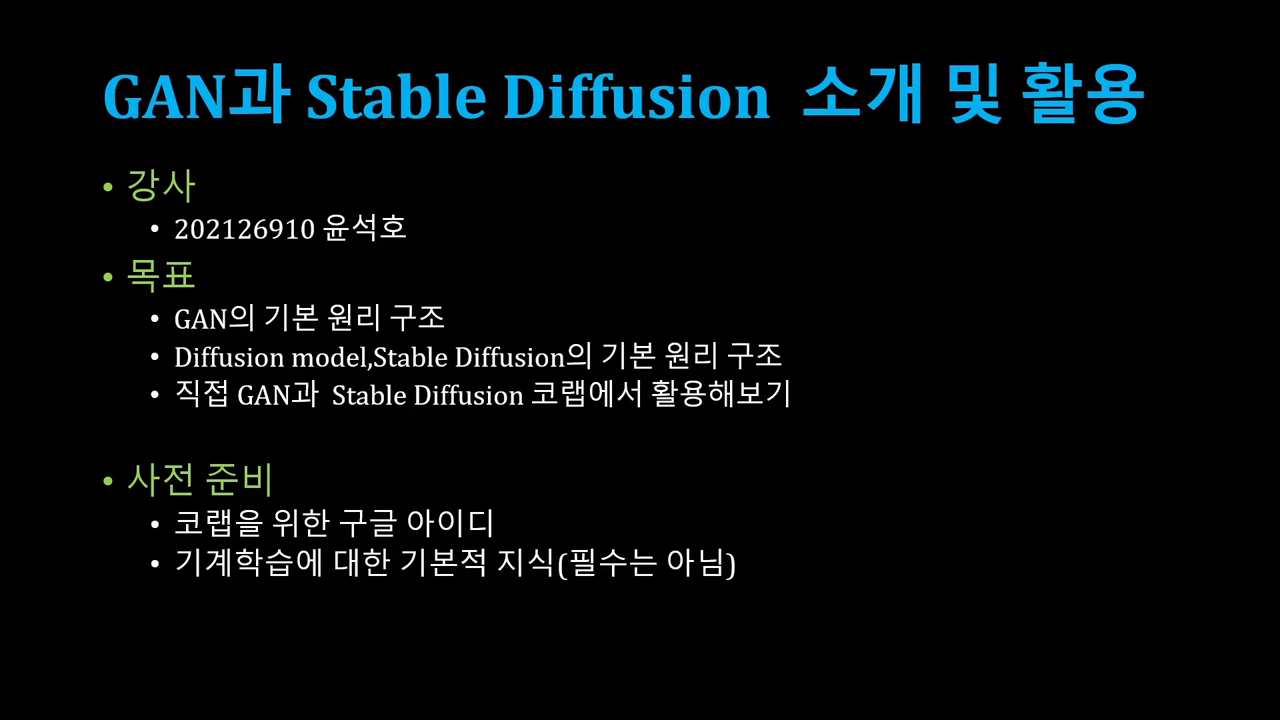 GAN과 Stable Diffusion 소개 및 활용
• 강사
• 202126910 윤석호
• 목표
• GAN의 기본 원리 구조
• Diffusion model,Stable Diffusion의 기본 원리 구조
• 직접 GAN과 Stable Diffusion 코랩에서 활용해보기
• 사전 준비
• 코랩을 위한 구글 아이디
• 기계학습에 대한 기본적 지식(필수는 아님)